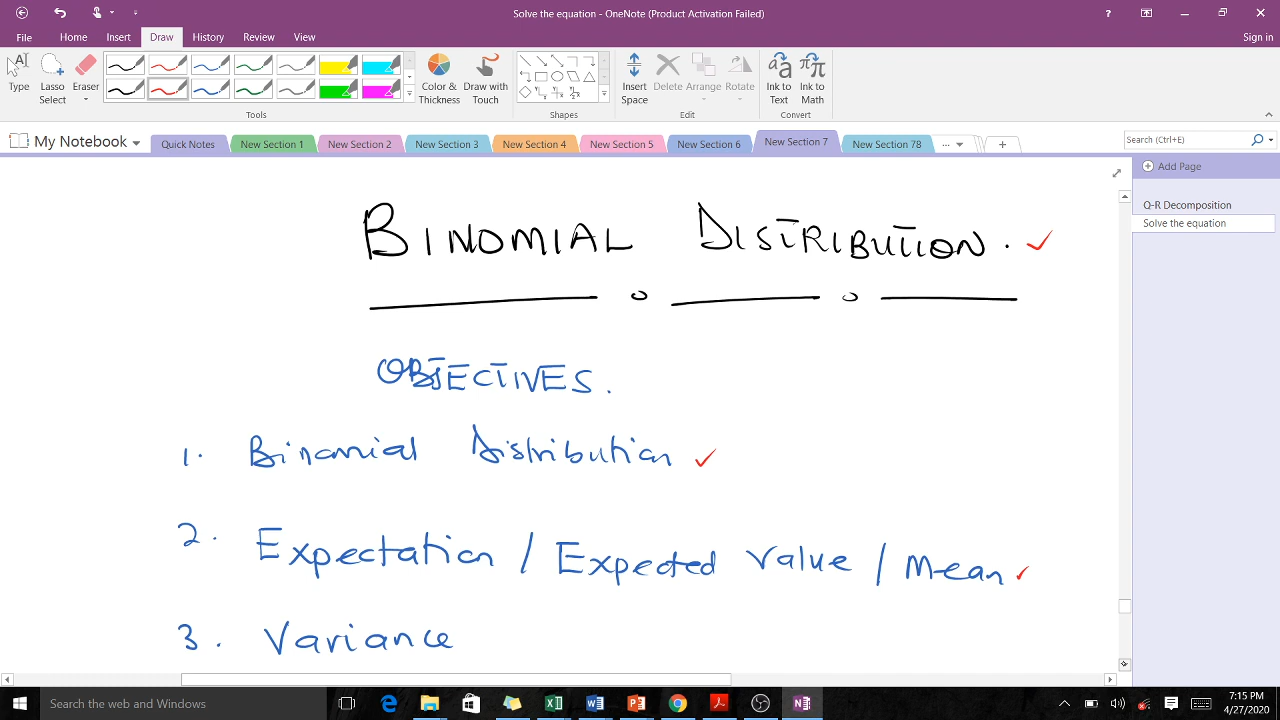 Solve the equation - OneNote (Product Activation Failed)
File Home Insert Draw History Review View Sign in
Type Lasso Select Eraser Color & Thickness Draw with Touch Insert Space Delete Arrange Rotate Ink to Text Ink to Math
Tools Shapes Edit Convert
My Notebook Quick Notes New Section 1 New Section 2 New Section 3 New Section 4 New Section 5 New Section 6 New Section 7 New Section 78 ... + Search (Ctrl+E)
Add Page
Q-R Decomposition
Solve the equation
BINOMIAL DISTRIBUTION.
OBJECTIVES.
1. Binomial Distribution
2. Expectation / Expected Value / Mean
3. Variance
Search the web and Windows
7:15 PM
4/27/2020